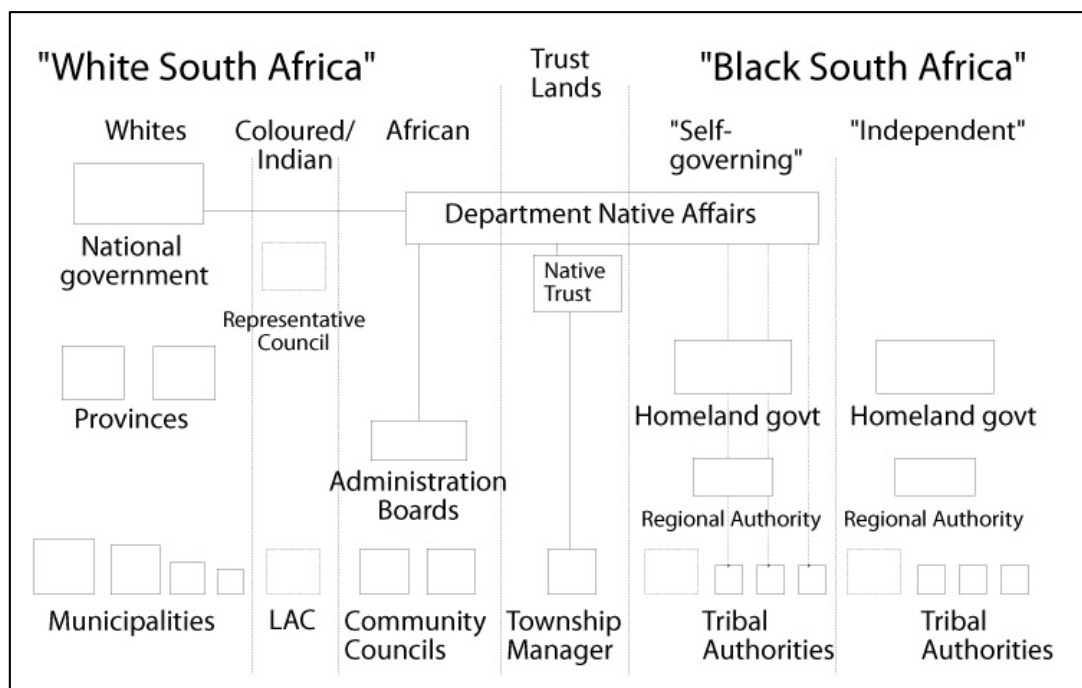 "White South Africa"
Trust
Lands
"Black South Africa"
Whites
Coloured/
Indian
African
"Self-
governing"
"Independent"
Department Native Affairs
National
government
Native
Trust
Representative
Council
Provinces
Homeland govt
Homeland govt
Administration
Boards
Regional Authority
Regional Authority
Municipalities
LAC
Community
Councils
Township
Manager
Tribal
Authorities
Tribal
Authorities